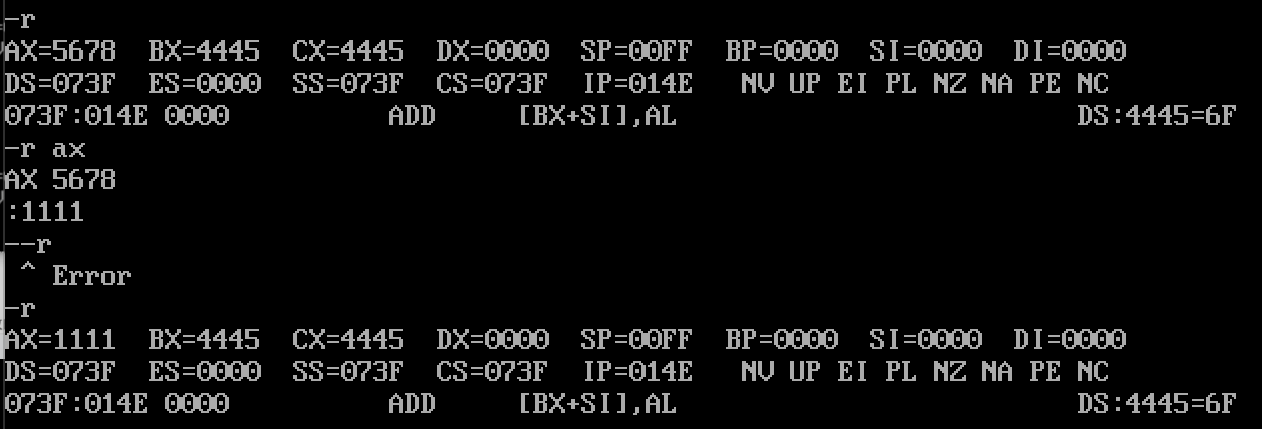 -r
AX=5678  BX=4445  CX=4445  DX=0000  SP=00FF  BP=0000  SI=0000  DI=0000
DS=073F  ES=0000  SS=073F  CS=073F  IP=014E   NV UP EI PL NZ NA PE NC
073F:014E 0000          ADD     [BX+SI],AL                         DS:4445=6F
-r ax
AX 5678
:1111
--r
 ^ Error
-r
AX=1111  BX=4445  CX=4445  DX=0000  SP=00FF  BP=0000  SI=0000  DI=0000
DS=073F  ES=0000  SS=073F  CS=073F  IP=014E   NV UP EI PL NZ NA PE NC
073F:014E 0000          ADD     [BX+SI],AL                         DS:4445=6F